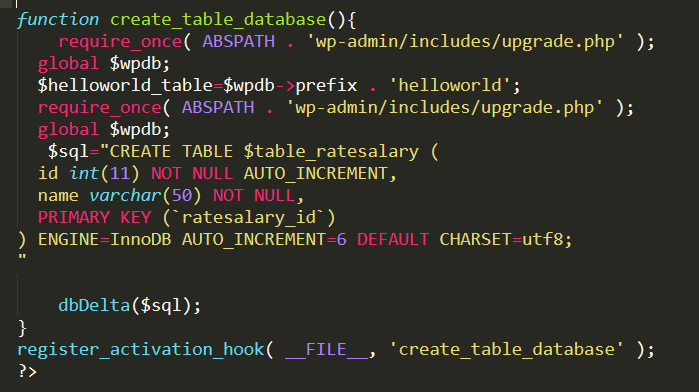 function create_table_database(){
require_once( ABSPATH . 'wp-admin/includes/upgrade.php' );
global $wpdb;
$helloworld_table=$wpdb->prefix . 'helloworld';
require_once( ABSPATH . 'wp-admin/includes/upgrade.php' );
global $wpdb;
$sql="CREATE TABLE $table_ratesalary (
id int(11) NOT NULL AUTO_INCREMENT,
name varchar(50) NOT NULL,
PRIMARY KEY (`ratesalary_id`)
) ENGINE=InnoDB AUTO_INCREMENT=6 DEFAULT CHARSET=utf8;
"
dbDelta($sql);
}
register_activation_hook( __FILE__, 'create_table_database' );
?>